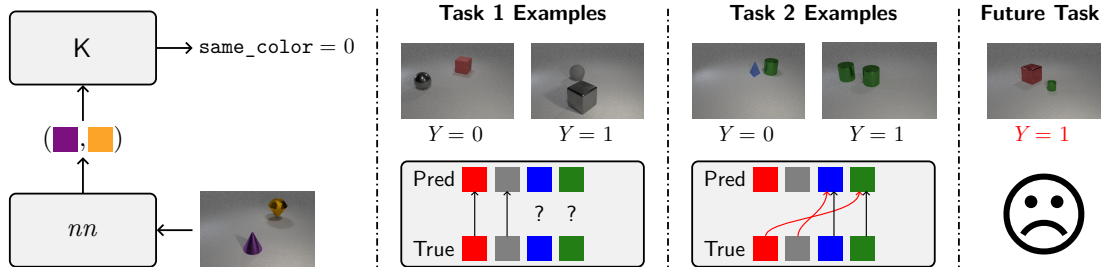 K
same_color = 0
( , )
nn
Task 1 Examples
Y = 0
Y = 1
Pred
? ?
True
Task 2 Examples
Y = 0
Y = 1
Pred
True
Future Task
Y = 1